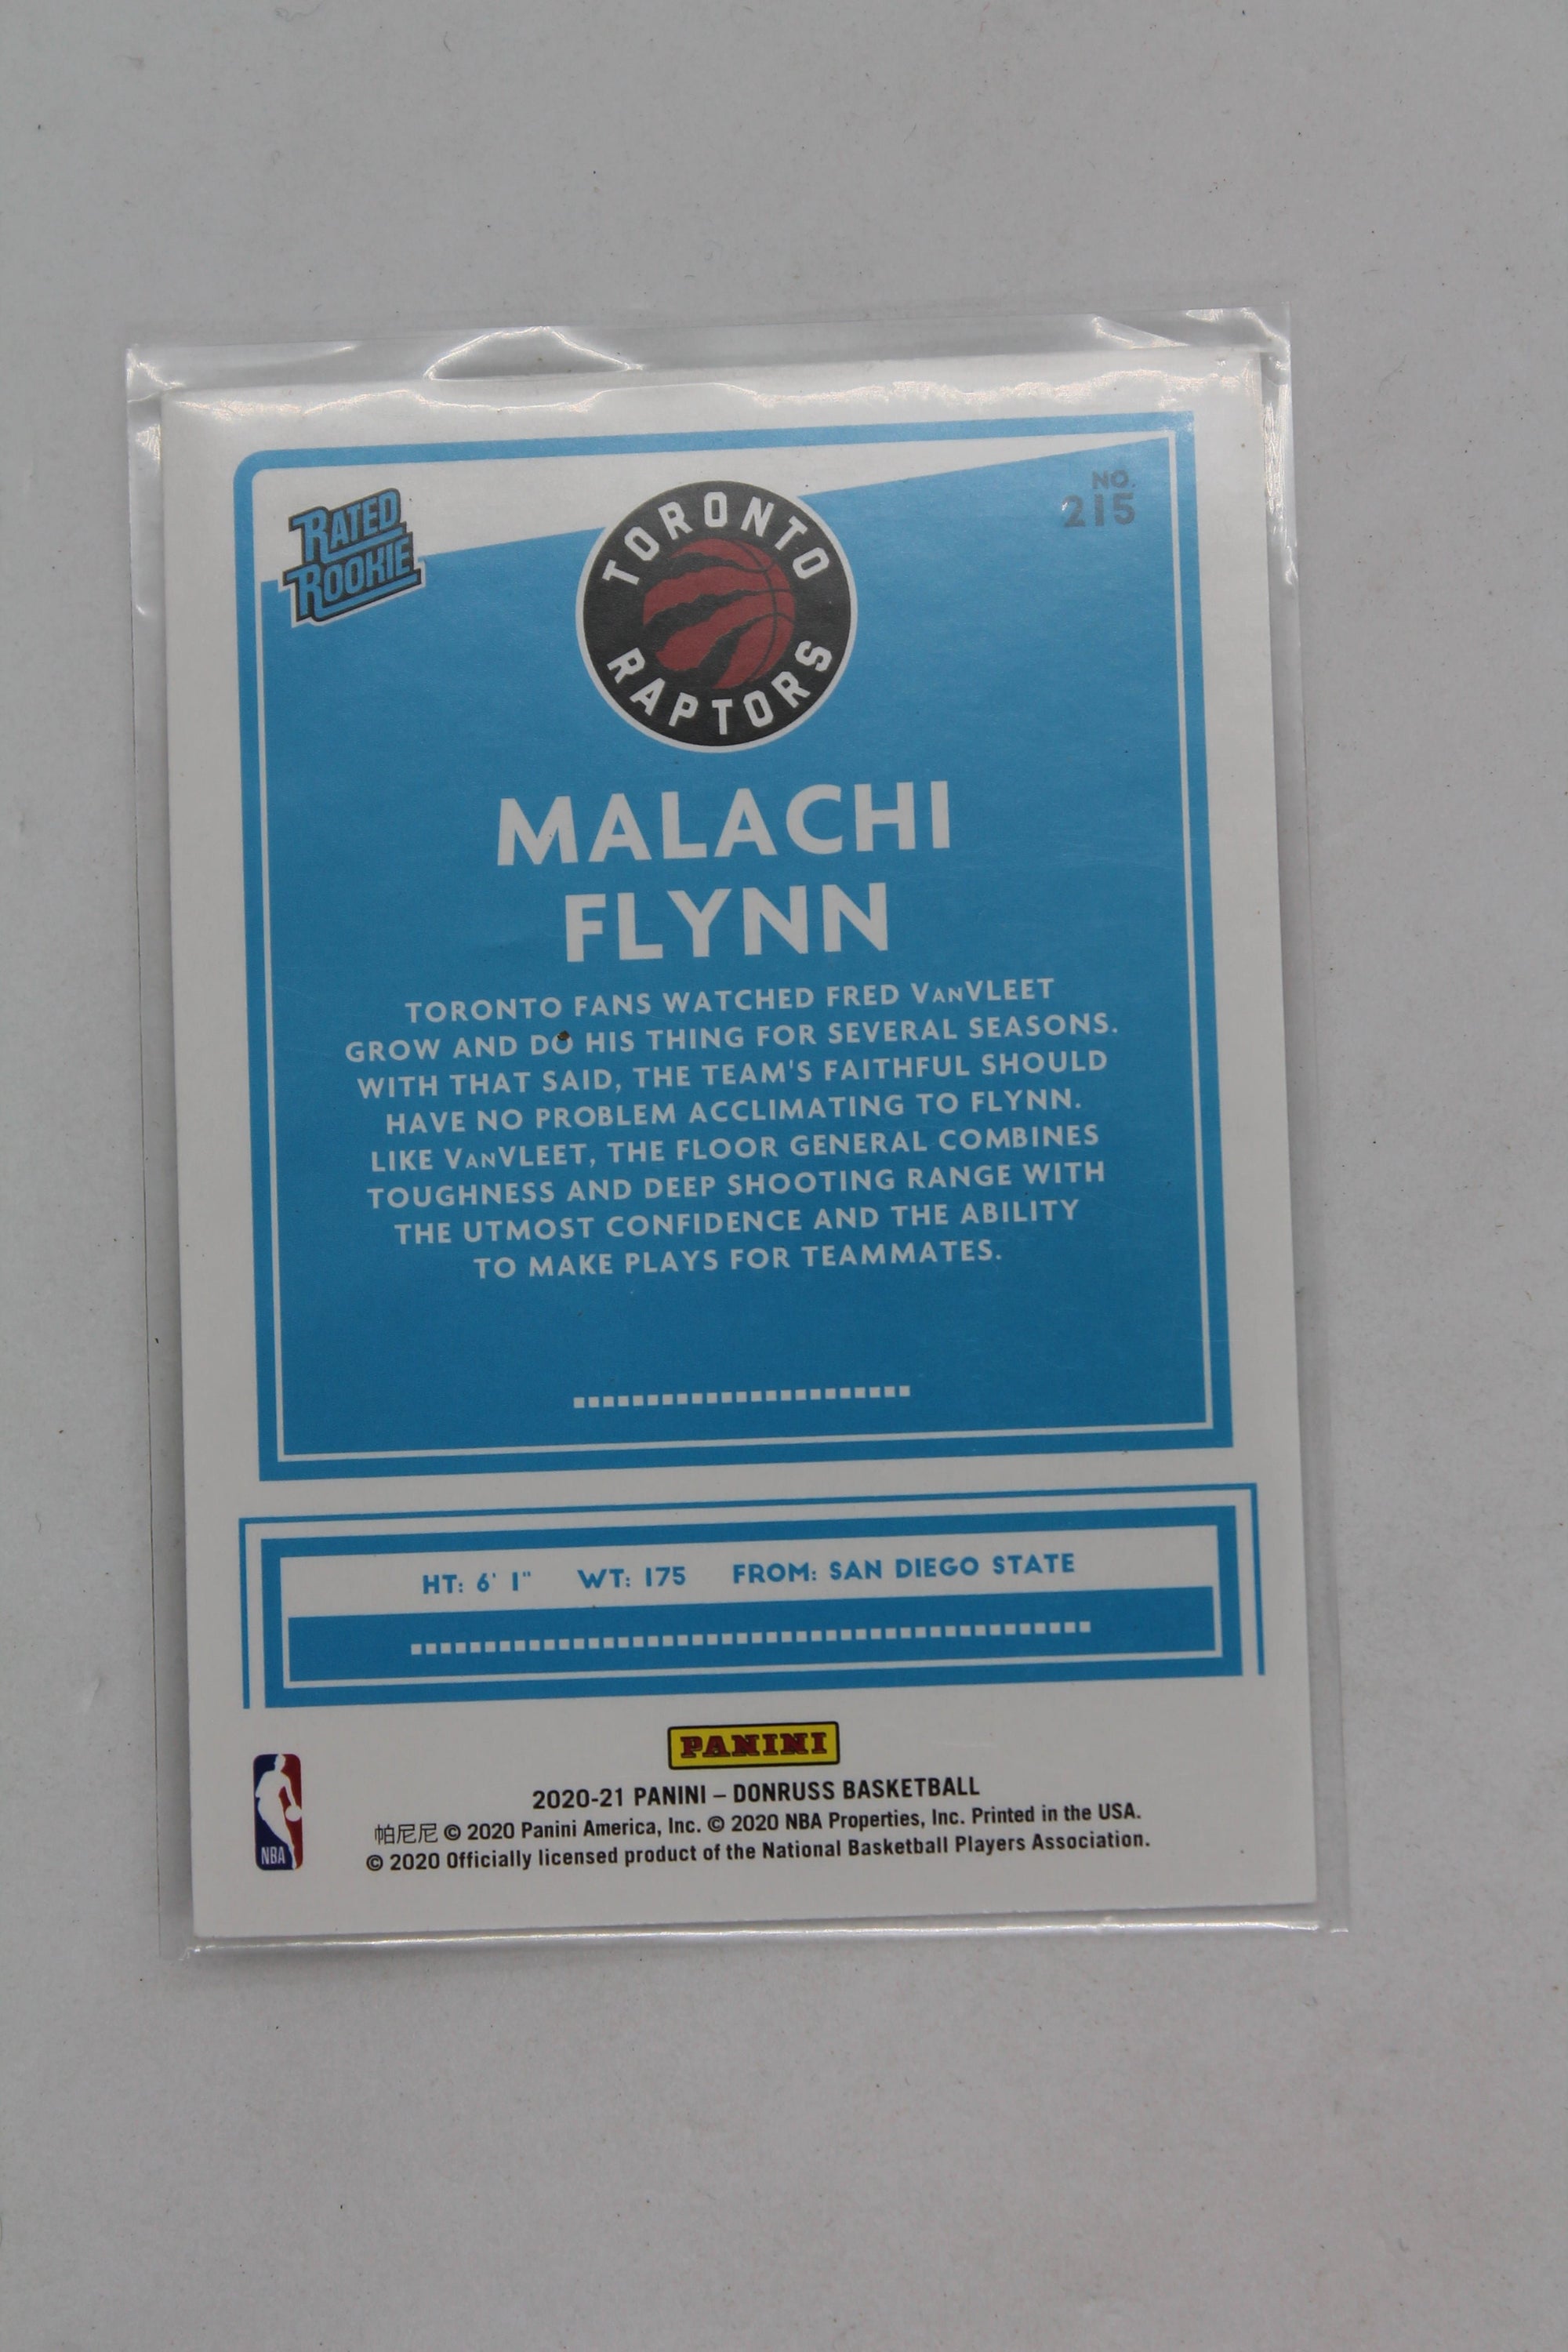 RATED
ROOKIE
TORONTO
RAPTORS
NO.
215
MALACHI
FLYNN
TORONTO FANS WATCHED FRED VANVLEET
GROW AND DO HIS THING FOR SEVERAL SEASONS.
WITH THAT SAID, THE TEAM'S FAITHFUL SHOULD
HAVE NO PROBLEM ACCLIMATING TO FLYNN.
LIKE VANVLEET, THE FLOOR GENERAL COMBINES
TOUGHNESS AND DEEP SHOOTING RANGE WITH
THE UTMOST CONFIDENCE AND THE ABILITY
TO MAKE PLAYS FOR TEAMMATES.
HT: 6' 1" WT: 175 FROM: SAN DIEGO STATE
PANINI
NBA
2020-21 PANINI – DONRUSS BASKETBALL
帕尼尼 © 2020 Panini America, Inc. © 2020 NBA Properties, Inc. Printed in the USA.
© 2020 Officially licensed product of the National Basketball Players Association.